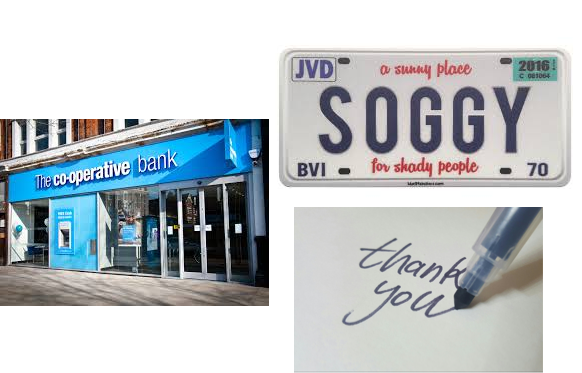 The co-operative bank
JVD
a sunny place
2016
SOGGY
BVI
for shady people
70
thank
you